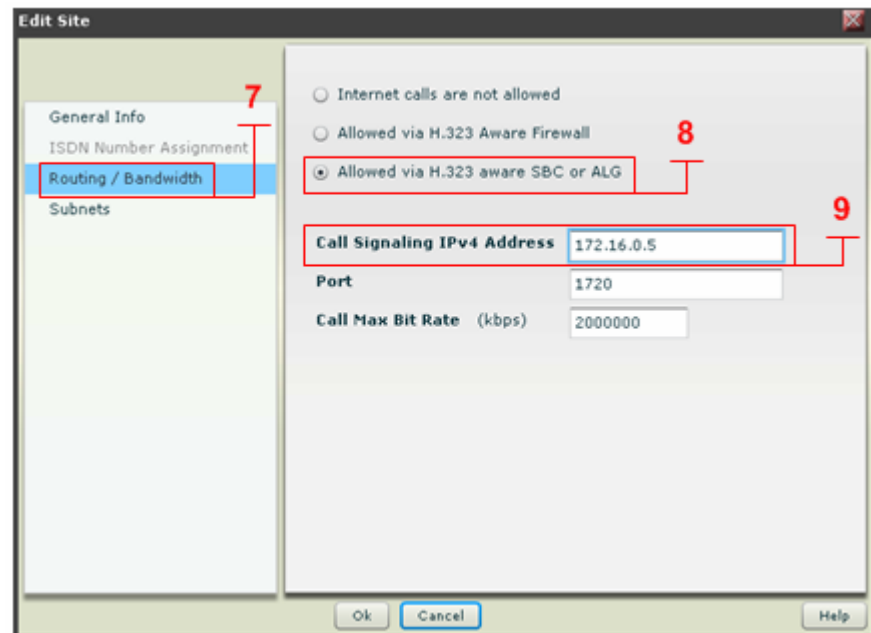 Edit Site
7
General Info
ISDN Number Assignment
Routing / Bandwidth
Subnets
Internet calls are not allowed
Allowed via H.323 Aware Firewall
8
Allowed via H.323 aware SBC or ALG
9
Call Signaling IPv4 Address 172.16.0.5
Port 1720
Call Max Bit Rate (kbps) 2000000
Ok Cancel Help